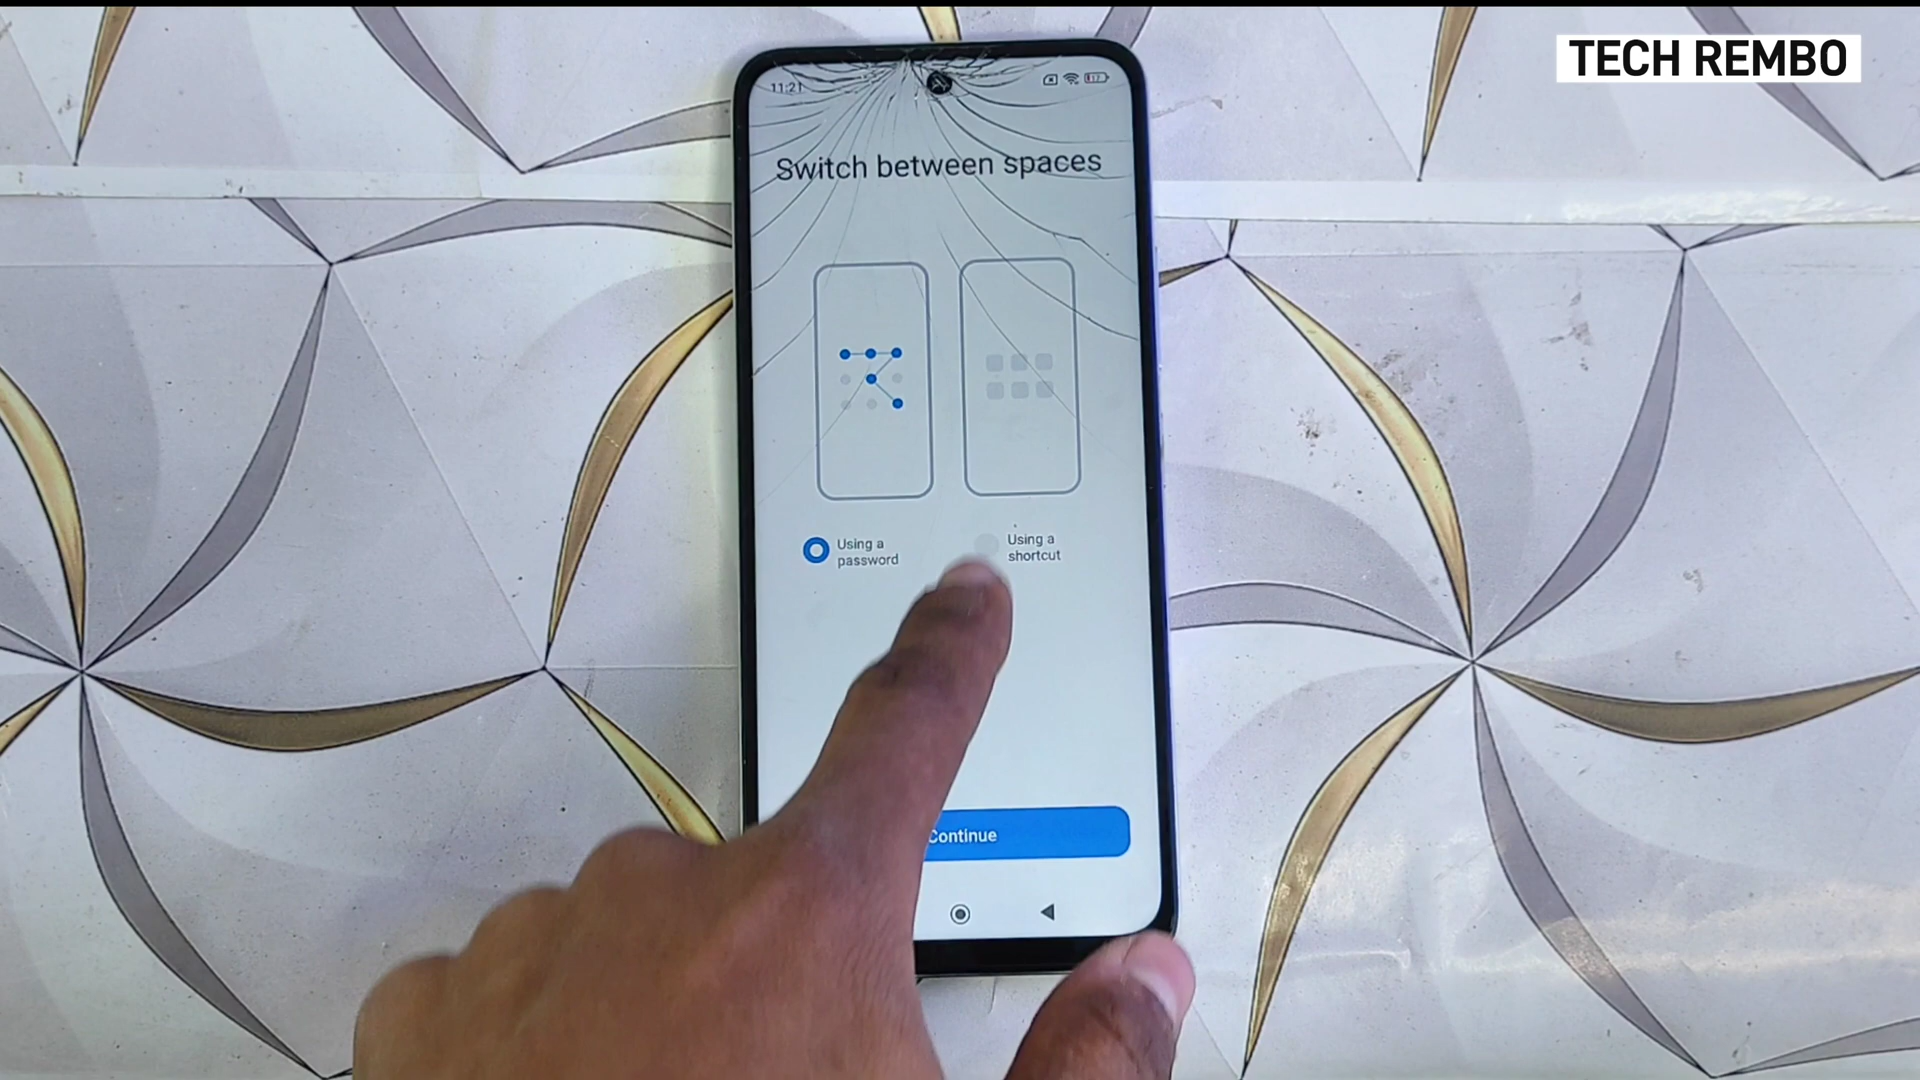 TECH REMBO
11:21
Switch between spaces
Using a
password
Using a
shortcut
Continue